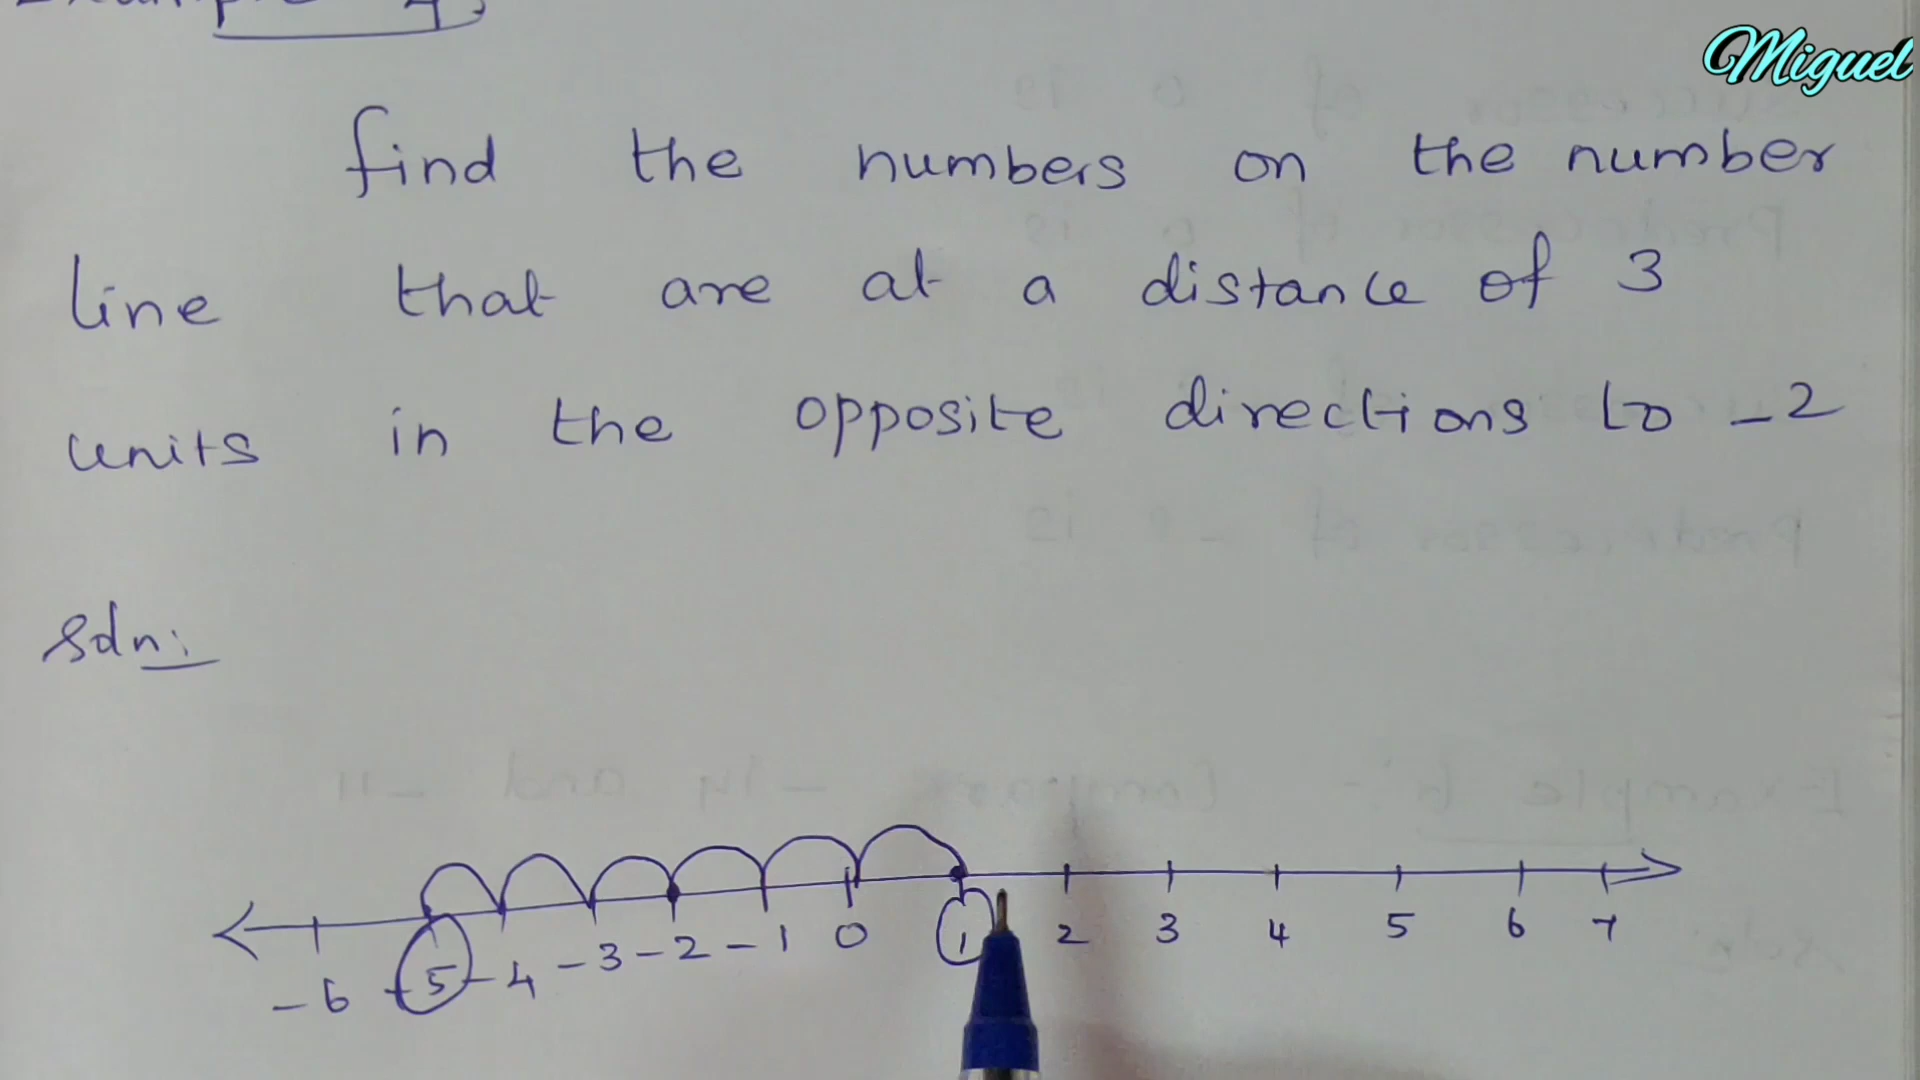 Miguel
find the numbers on the number
line that are at a distance of 3
units in the opposite directions to -2
Soln:
-6 -5 -4 -3 -2 -1 0 1 2 3 4 5 6 7